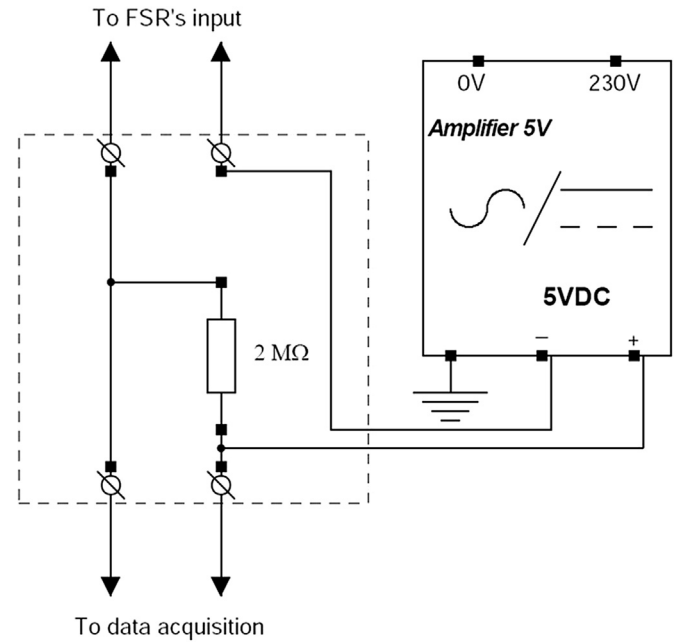 To FSR's input
0V 230V
Amplifier 5V
5VDC
− +
2 MΩ
To data acquisition